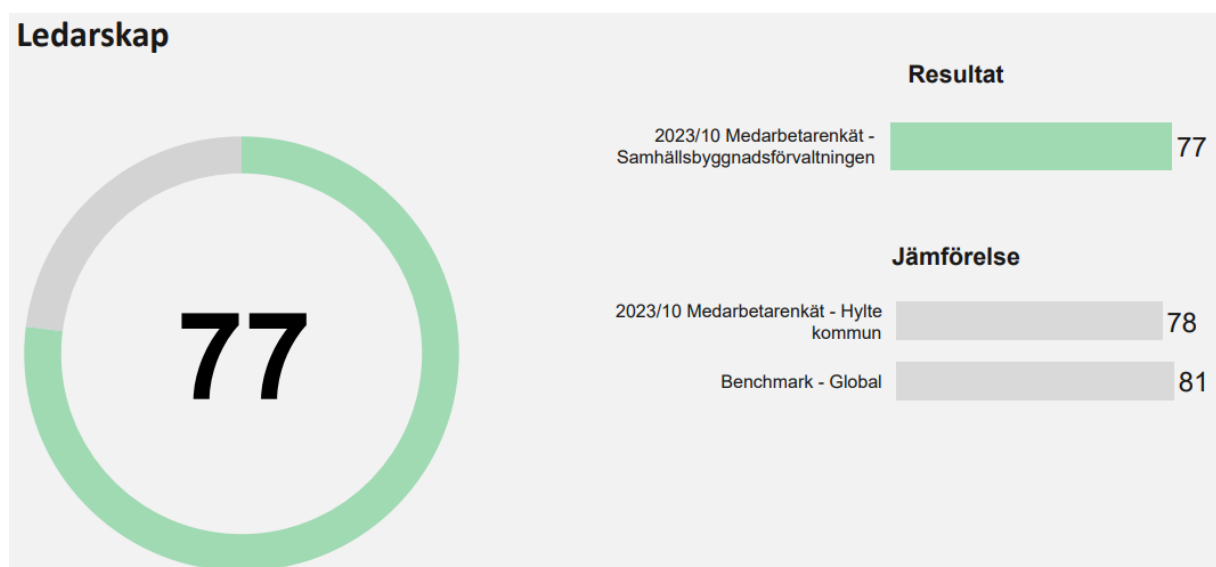 Ledarskap
77
Resultat
2023/10 Medarbetarenkät -
Samhällsbyggnadsförvaltningen
77
Jämförelse
2023/10 Medarbetarenkät - Hylte
kommun
78
Benchmark - Global
81